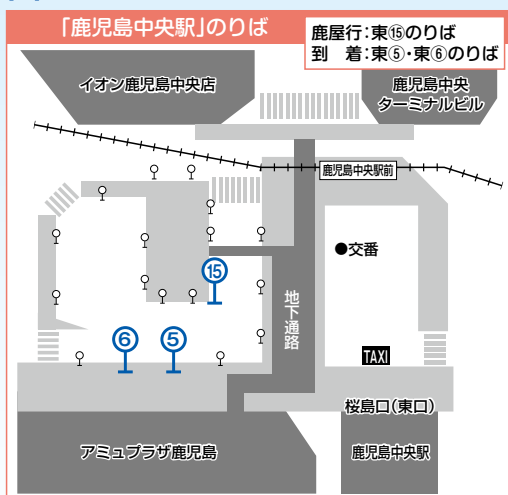 「鹿児島中央駅」のりば
鹿屋行:東⑮のりば
到 着:東⑤・東⑥のりば
イオン鹿児島中央店
鹿児島中央
ターミナルビル
鹿児島中央駅前
●交番
⑮
地下通路
⑥
⑤
TAXI
桜島口(東口)
アミュプラザ鹿児島
鹿児島中央駅